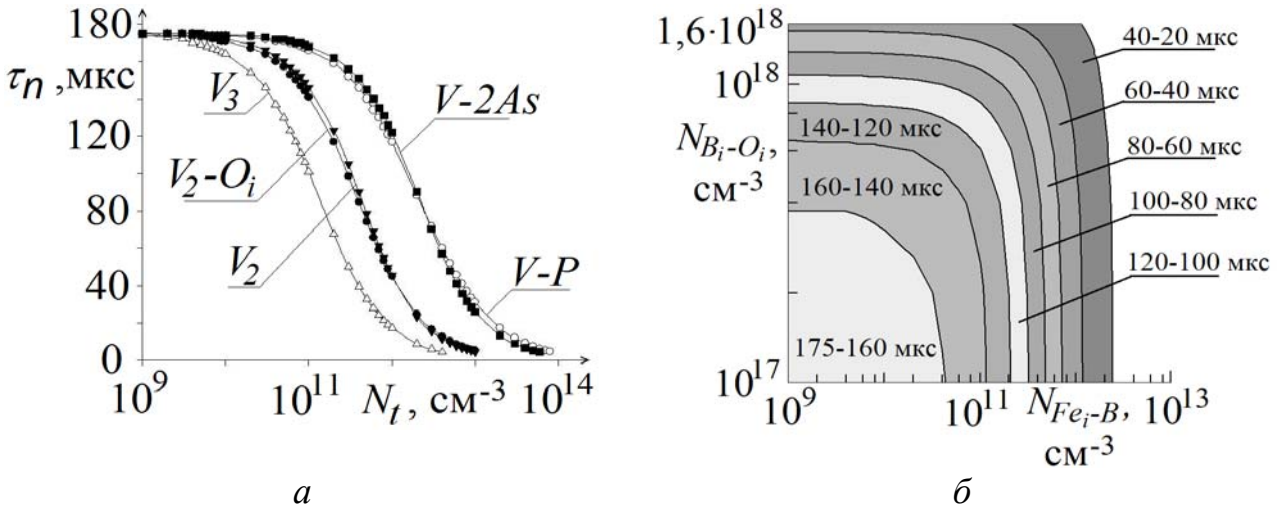 180
τn ,мкс
120
80
40
0
V3
V2-Oi
V2
V-2As
V-P
10^9
10^11
Nt , см^-3
10^14
а
1,6·10^18
10^18
NBi-Oi,
см^-3
10^17
140-120 мкс
160-140 мкс
175-160 мкс
40-20 мкс
60-40 мкс
80-60 мкс
100-80 мкс
120-100 мкс
10^9
10^11
NFei-B,
см^-3
10^13
б